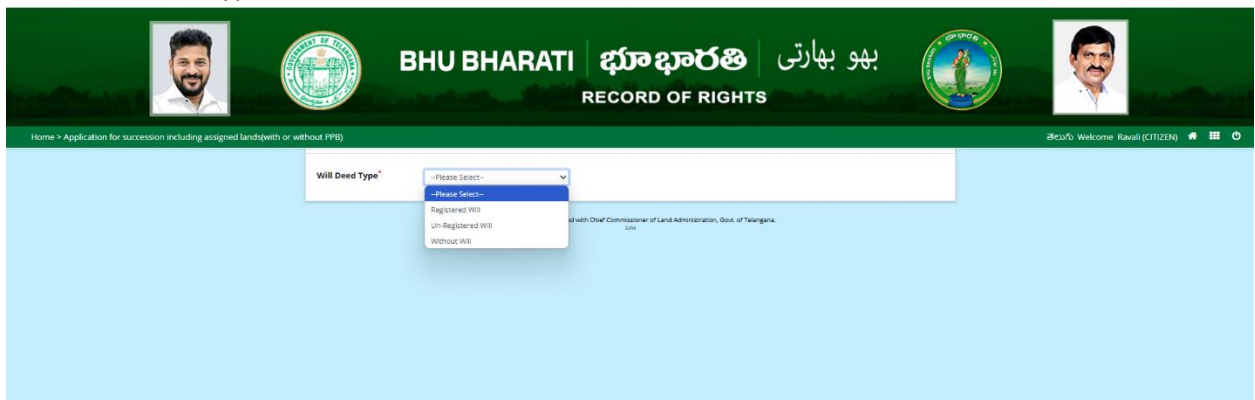 BHU BHARATI | భూ భారతి | بھو بھارتی
RECORD OF RIGHTS
Home > Application for succession including assigned lands(with or without PPB)
తెలుగు Welcome Ravali (CITIZEN)
Will Deed Type*
--Please Select--
--Please Select--
Registered Will
Un-Registered Will
Without Will
with Chief Commissioner of Land Administration, Govt. of Telangana.